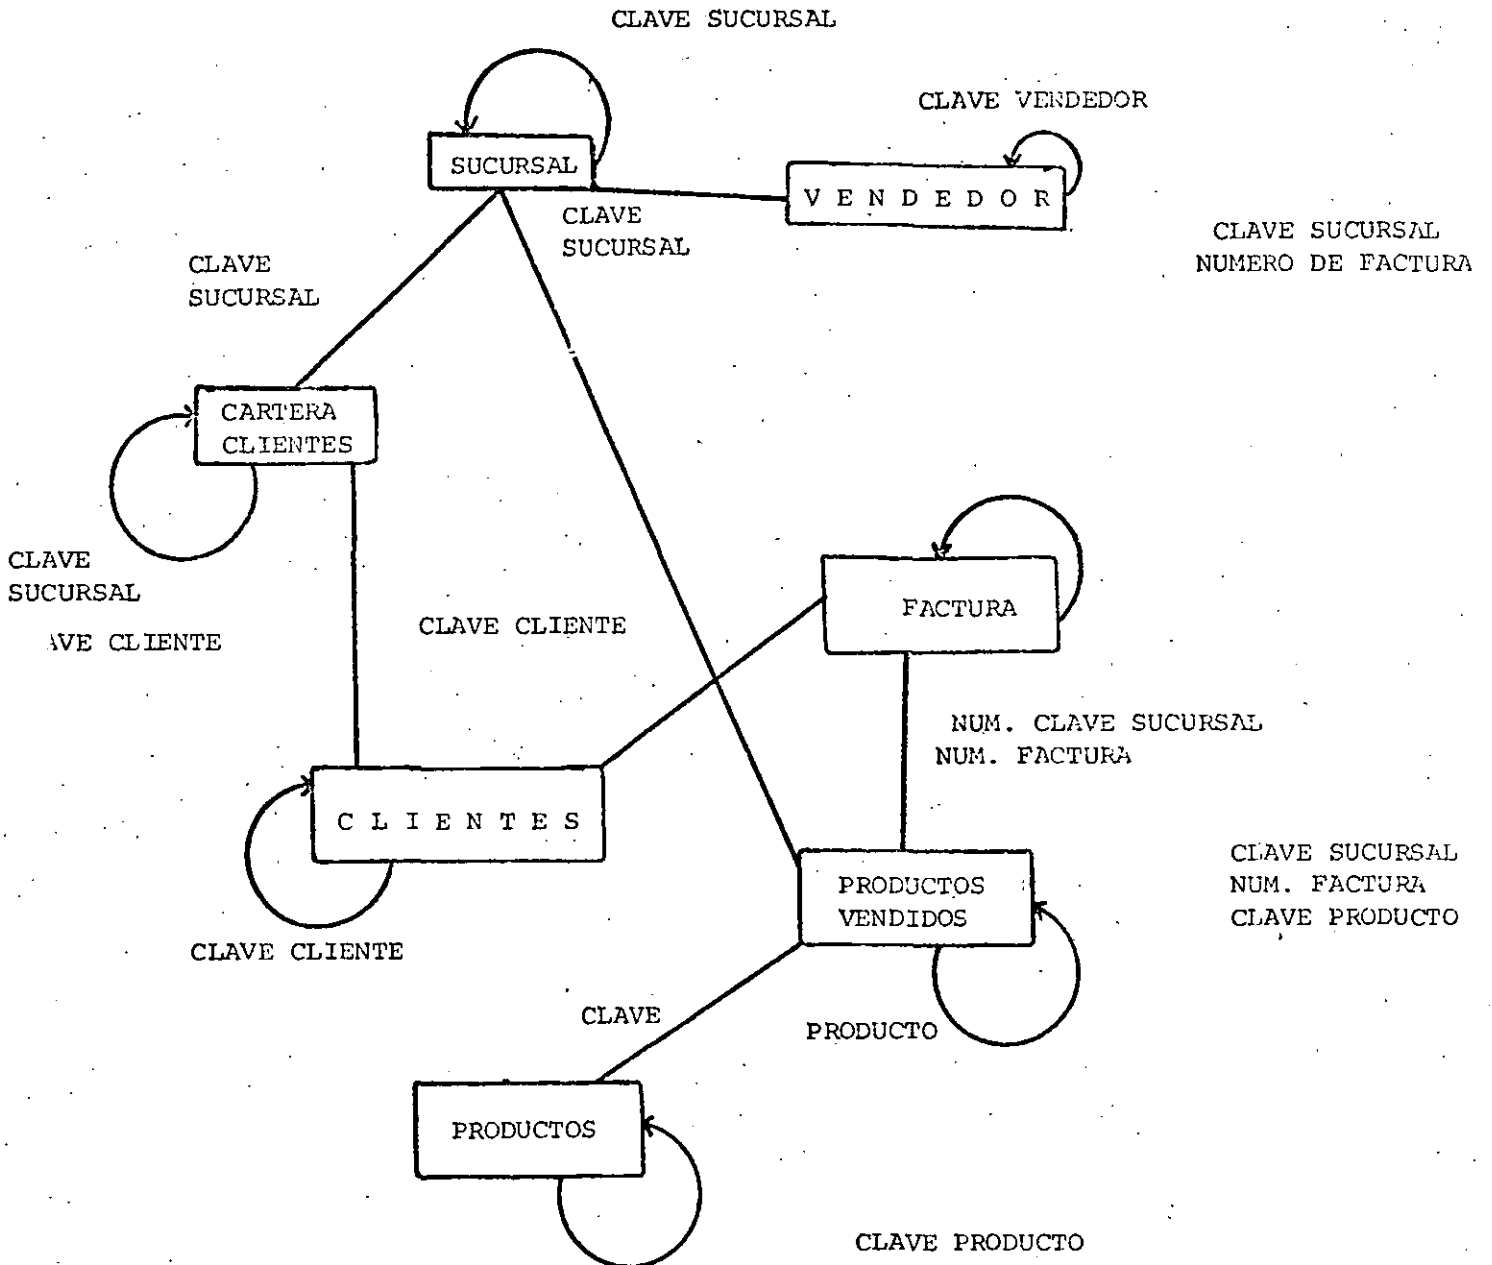 CLAVE SUCURSAL
CLAVE VENDEDOR
SUCURSAL
V E N D E D O R
CLAVE
SUCURSAL
CLAVE SUCURSAL
NUMERO DE FACTURA
CLAVE
SUCURSAL
CARTERA
CLIENTES
CLAVE
SUCURSAL
AVE CLIENTE
CLAVE CLIENTE
FACTURA
NUM. CLAVE SUCURSAL
NUM. FACTURA
C L I E N T E S
PRODUCTOS
VENDIDOS
CLAVE SUCURSAL
NUM. FACTURA
CLAVE PRODUCTO
CLAVE CLIENTE
CLAVE
PRODUCTO
PRODUCTOS
CLAVE PRODUCTO